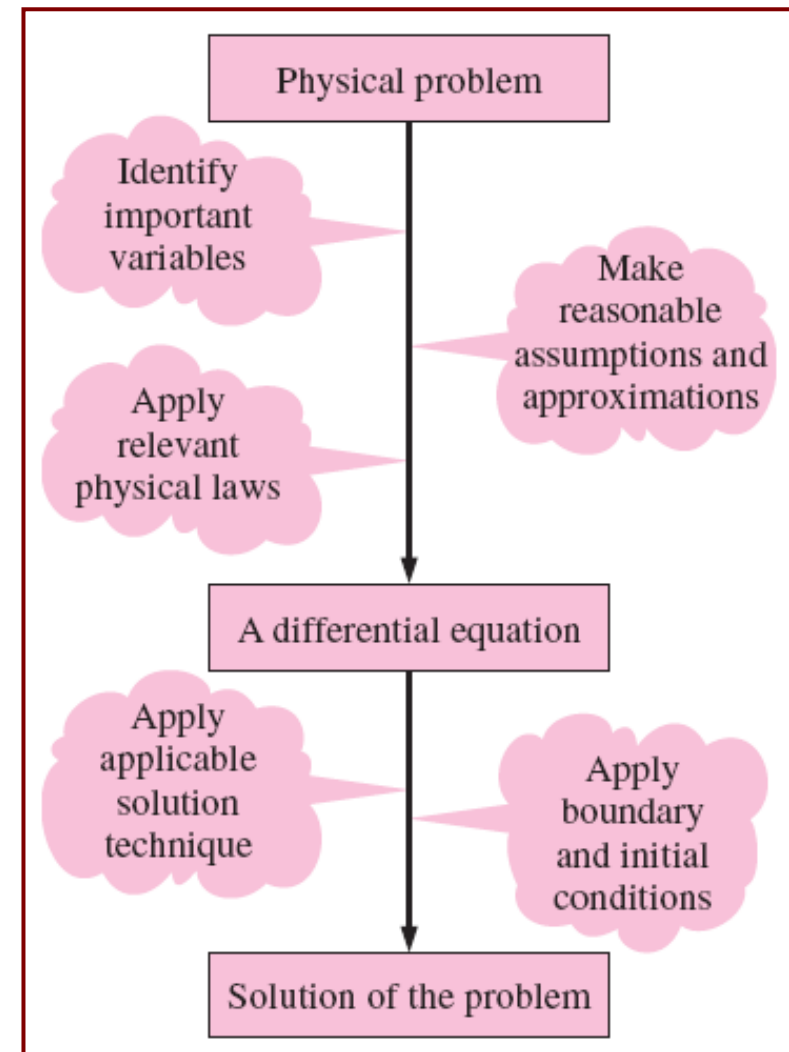 Physical problem
Identify
important
variables
Make
reasonable
assumptions and
approximations
Apply
relevant
physical laws
A differential equation
Apply
applicable
solution
technique
Apply
boundary
and initial
conditions
Solution of the problem